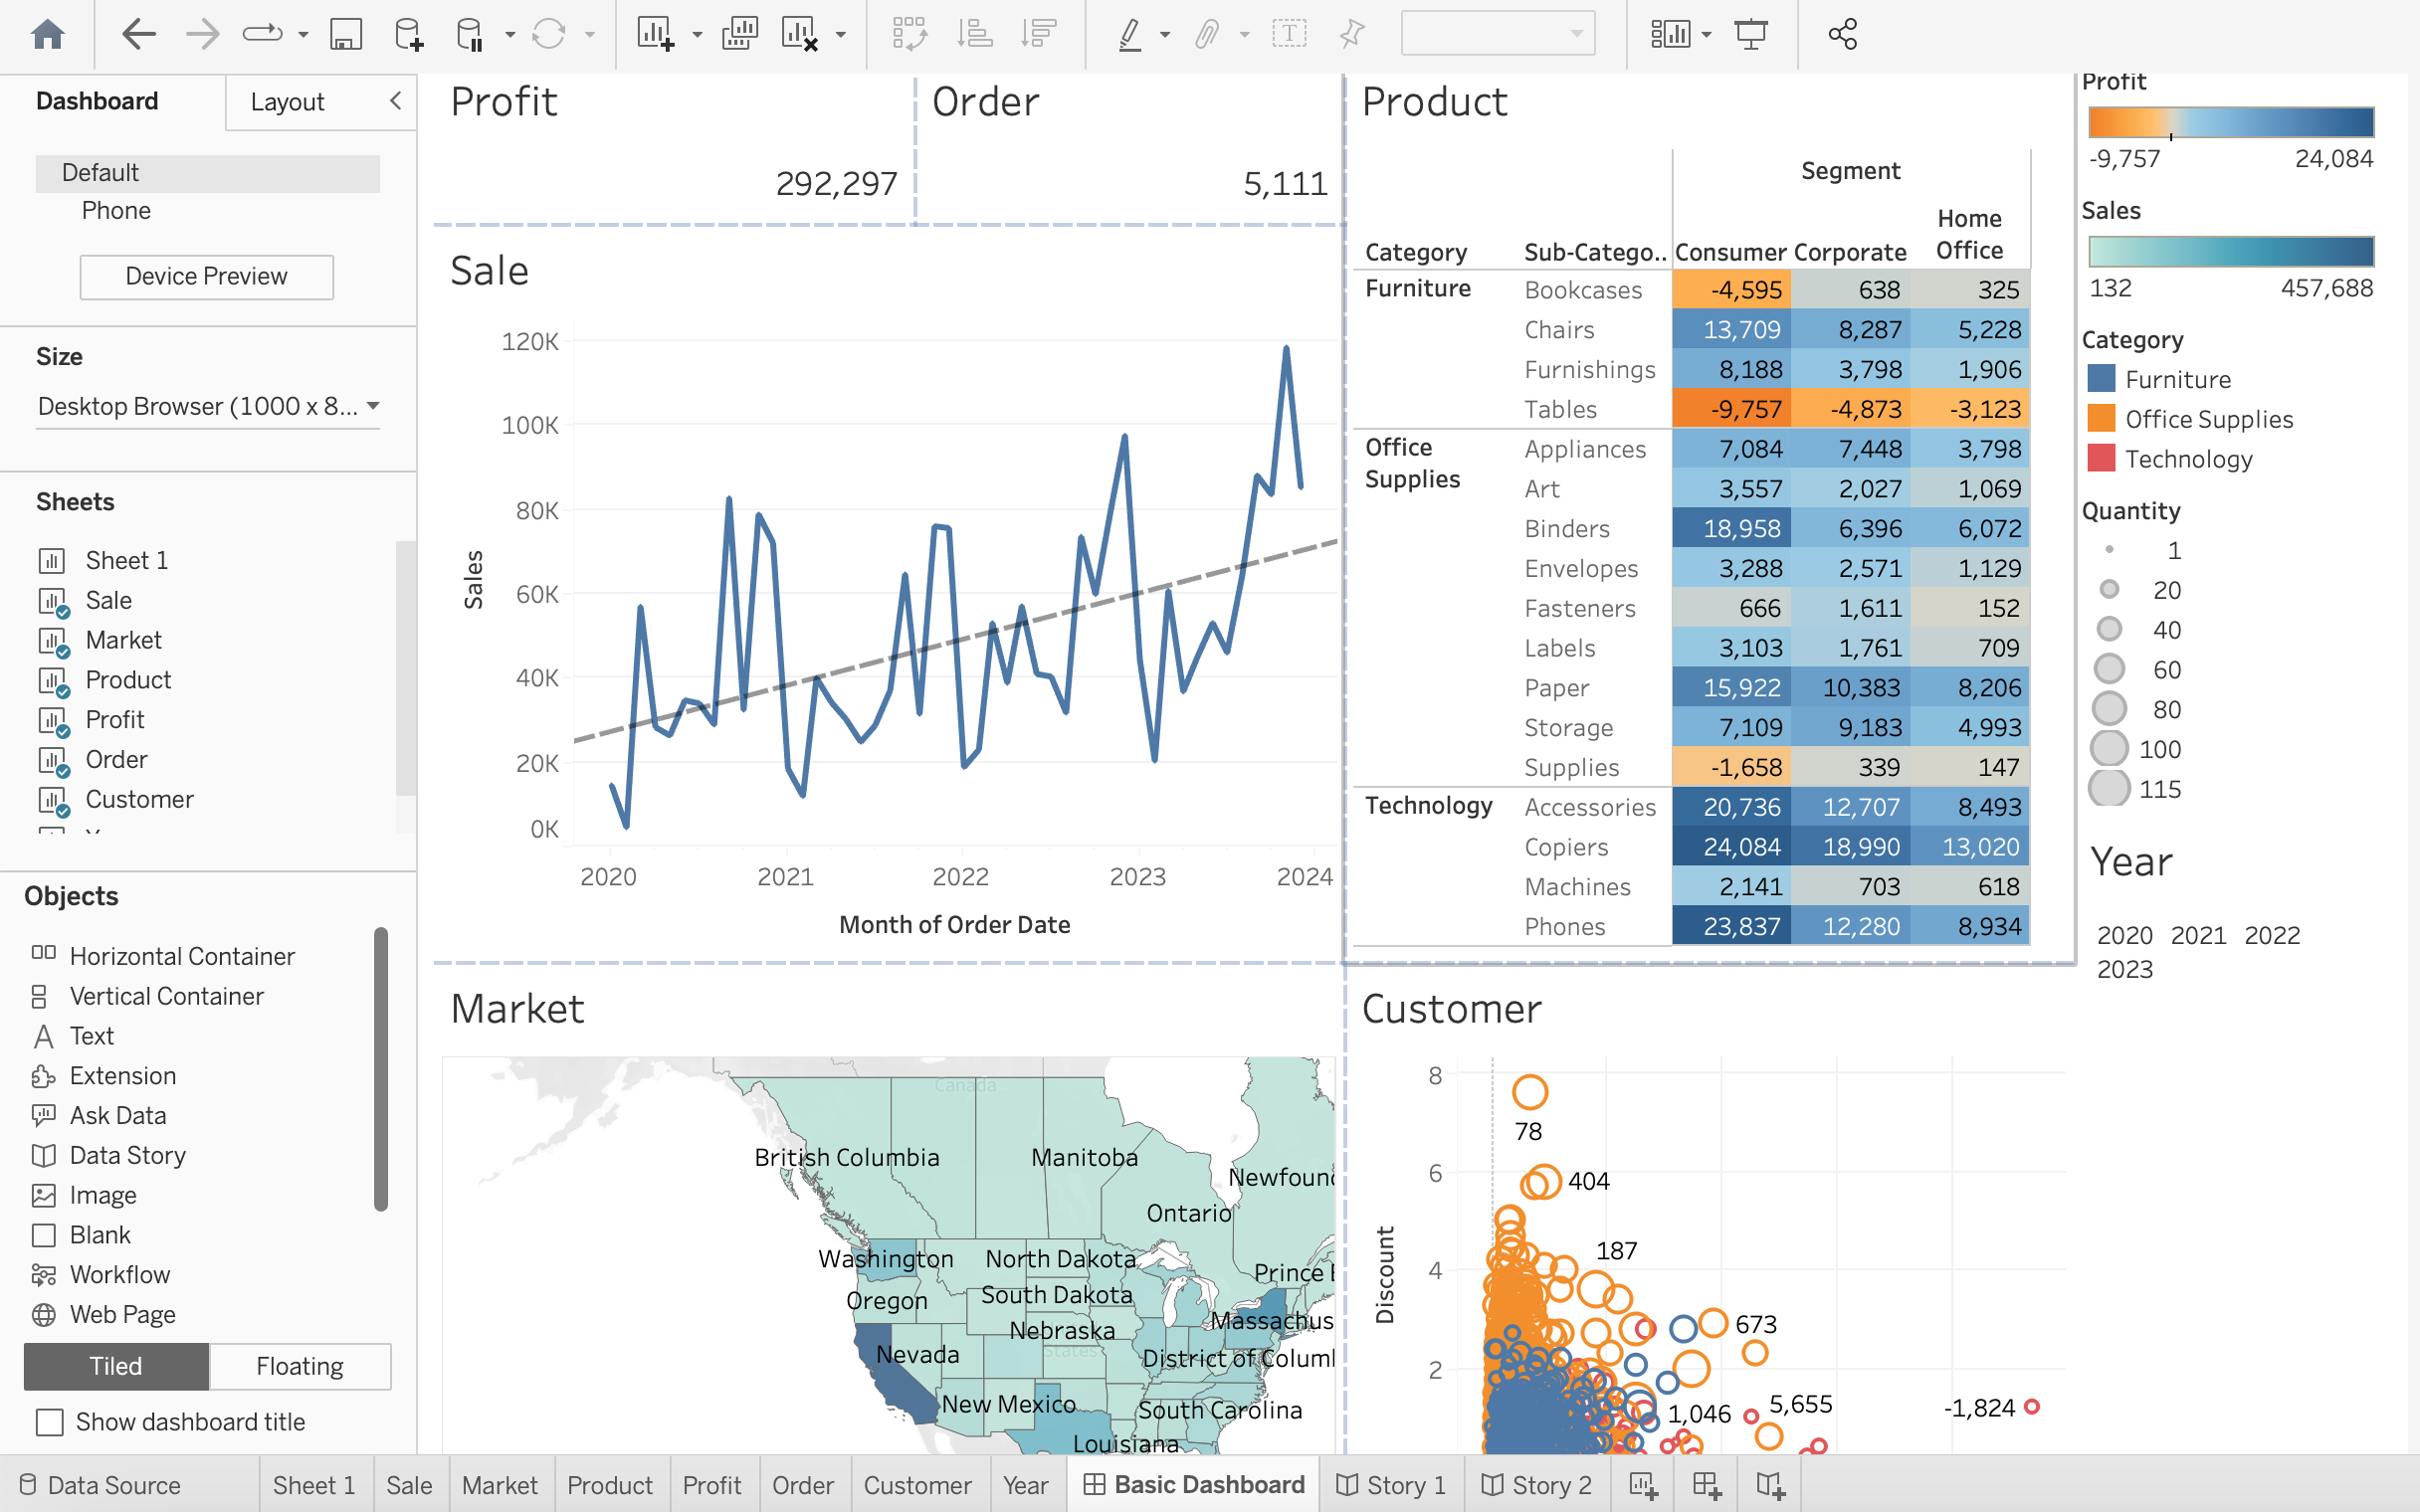 Dashboard
Layout
Default
Phone
Device Preview
Size
Desktop Browser (1000 x 8...
Sheets
Sheet 1
Sale
Market
Product
Profit
Order
Customer
Objects
Horizontal Container
Vertical Container
Text
Extension
Ask Data
Data Story
Image
Blank
Workflow
Web Page
Tiled
Floating
Show dashboard title
Profit
292,297
Order
5,111
Sale
120K
100K
80K
60K
40K
20K
0K
Sales
2020 2021 2022 2023 2024
Month of Order Date
Product
Segment
Category Sub-Catego.. Consumer Corporate Home Office
Furniture Bookcases -4,595 638 325
Chairs 13,709 8,287 5,228
Furnishings 8,188 3,798 1,906
Tables -9,757 -4,873 -3,123
Office Supplies Appliances 7,084 7,448 3,798
Art 3,557 2,027 1,069
Binders 18,958 6,396 6,072
Envelopes 3,288 2,571 1,129
Fasteners 666 1,611 152
Labels 3,103 1,761 709
Paper 15,922 10,383 8,206
Storage 7,109 9,183 4,993
Supplies -1,658 339 147
Technology Accessories 20,736 12,707 8,493
Copiers 24,084 18,990 13,020
Machines 2,141 703 618
Phones 23,837 12,280 8,934
Profit
-9,757 24,084
Sales
132 457,688
Category
Furniture
Office Supplies
Technology
Quantity
1
20
40
60
80
100
115
Year
2020 2021 2022
2023
Market
Canada
British Columbia
Manitoba
Newfoun
Ontario
Washington
North Dakota
Prince E
Oregon
South Dakota
Massachus
Nebraska
States
Nevada
District of Columl
New Mexico
South Carolina
Louisiana
Customer
8
6
4
2
Discount
78
404
187
673
1,046
5,655
-1,824
Data Source
Sheet 1
Sale
Market
Product
Profit
Order
Customer
Year
Basic Dashboard
Story 1
Story 2